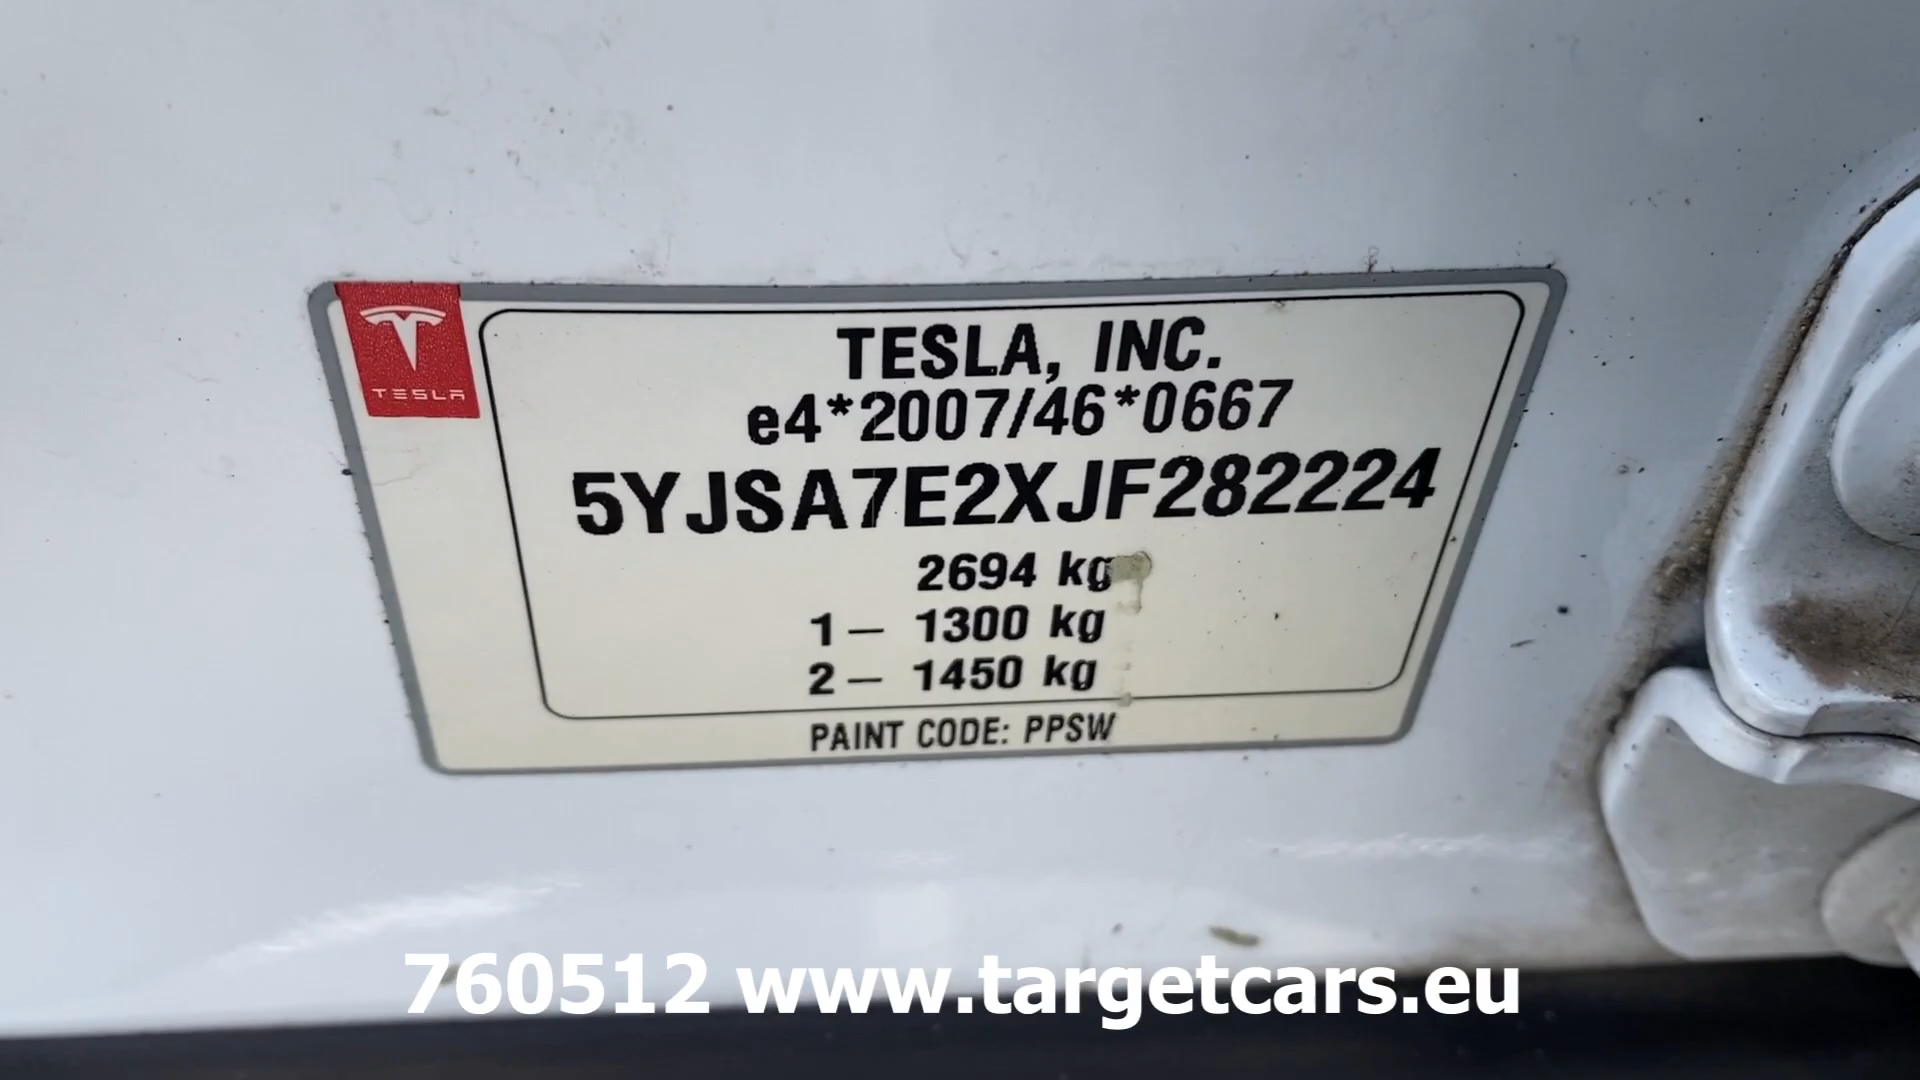 TESLA
TESLA, INC.
e4*2007/46*0667
5YJSA7E2XJF282224
2694 kg
1 – 1300 kg
2 – 1450 kg
PAINT CODE: PPSW
760512 www.targetcars.eu